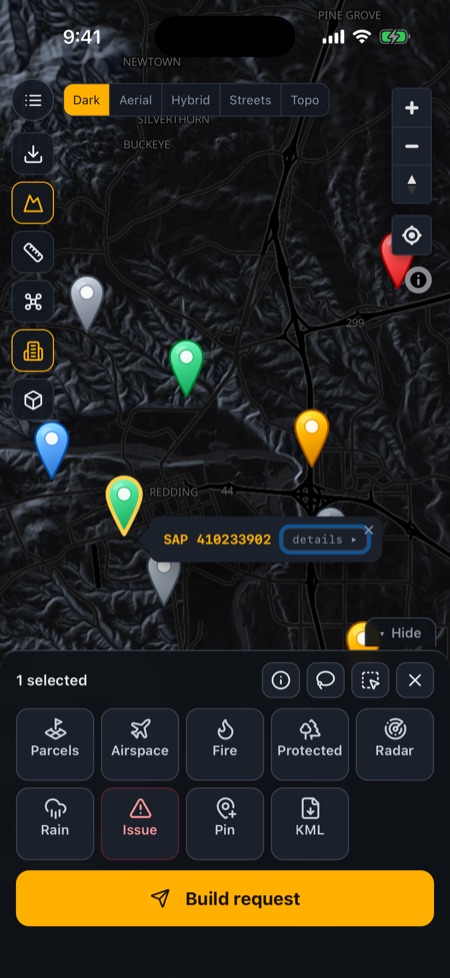 PINE GROVE
9:41
NEWTOWN
Dark Aerial Hybrid Streets Topo
SILVERTHORN
BUCKEYE
299
REDDING 44
SAP 410233902 details ▸
▾ Hide
1 selected
Parcels Airspace Fire Protected Radar
Rain Issue Pin KML
Build request